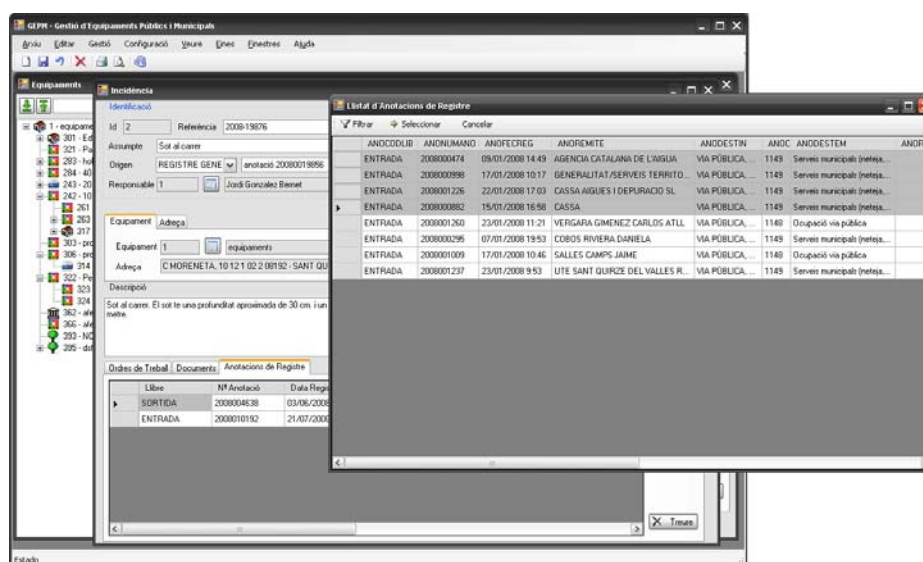 GEPM - Gestió d'Equipaments Públics i Municipals
Arxiu Editar Gestió Configuració Veure Eines Finestres Ajuda
Equipaments
1 - equipame
301 - Ed
321 - Pa
283 - hol
284 - 40
243 - 20
242 - 10
261
263
317
303 - pro
306 - pro
314
322 - Pe
323
324
362 - afe
366 - afe
393 - NO
395 - dsf
Incidència
Identificació
Id 2 Referència 2008-19876
Assumpte Sot al carrer
Origen REGISTRE GENE anotació 20080019896
Responsable 1 Jordi Gonzalez Bernet
Equipament Adreça
Equipament 1 equipaments
Adreça C MORENETA, 10 12 1 02 2 08192 - SANT QU
Descripció
Sot al carrer. El sot te una profunditat aproximada de 30 cm. i un
metre.
Ordres de Treball Documents Anotacions de Registre
Llibre Nº Anotació Data Regis
SORTIDA 2008004638 03/06/2008
ENTRADA 2008010192 21/07/200
Treure
Llistat d'Anotacions de Registre
Filtrar Seleccionar Cancelar
ANOCODLIB ANONUMANO ANOFECREG ANOREMITE ANODESTIN ANOC ANODESTEM ANOR
ENTRADA 2008000474 09/01/2008 14:49 AGENCIA CATALANA DE L'AIGUA VIA PÚBLICA, ... 1149 Serveis municipals (neteja,...
ENTRADA 2008000998 17/01/2008 10:17 GENERALITAT/SERVEIS TERRITO... VIA PÚBLICA, ... 1149 Serveis municipals (neteja,...
ENTRADA 2008001226 22/01/2008 17:03 CASSA AIGUES I DEPURACIO SL VIA PÚBLICA, ... 1149 Serveis municipals (neteja,...
ENTRADA 2008000882 15/01/2008 16:58 CASSA VIA PÚBLICA, ... 1149 Serveis municipals (neteja,...
ENTRADA 2008001260 23/01/2008 11:21 VERGARA GIMENEZ CARLOS ATLL VIA PÚBLICA, ... 1148 Ocupació via pública
ENTRADA 2008000295 07/01/2008 19:53 COBOS RIVIERA DANIELA VIA PÚBLICA, ... 1149 Serveis municipals (neteja,...
ENTRADA 2008001009 17/01/2008 10:46 SALLES CAMPS JAIME VIA PÚBLICA, ... 1148 Ocupació via pública
ENTRADA 2008001237 23/01/2008 9:53 UTE SANT QUIRZE DEL VALLES R... VIA PÚBLICA, ... 1149 Serveis municipals (neteja,...
Estado